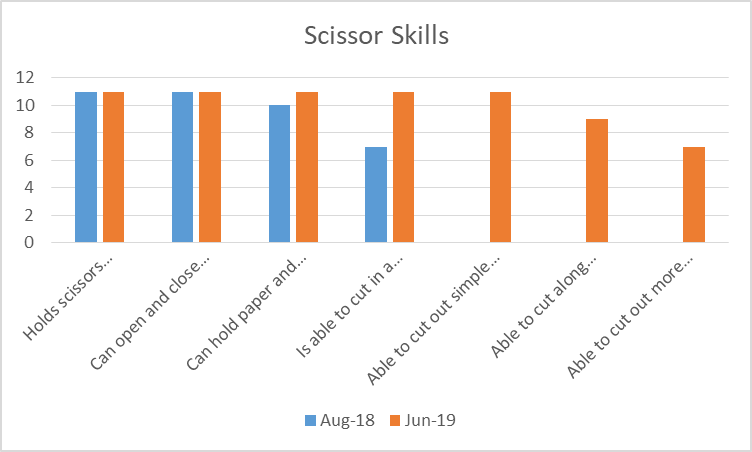 Scissor Skills
12
10
8
6
4
2
0
Holds scissors...
Can open and close...
Can hold paper and...
Is able to cut in a...
Able to cut out simple...
Able to cut along...
Able to cut out more...
Aug-18 Jun-19